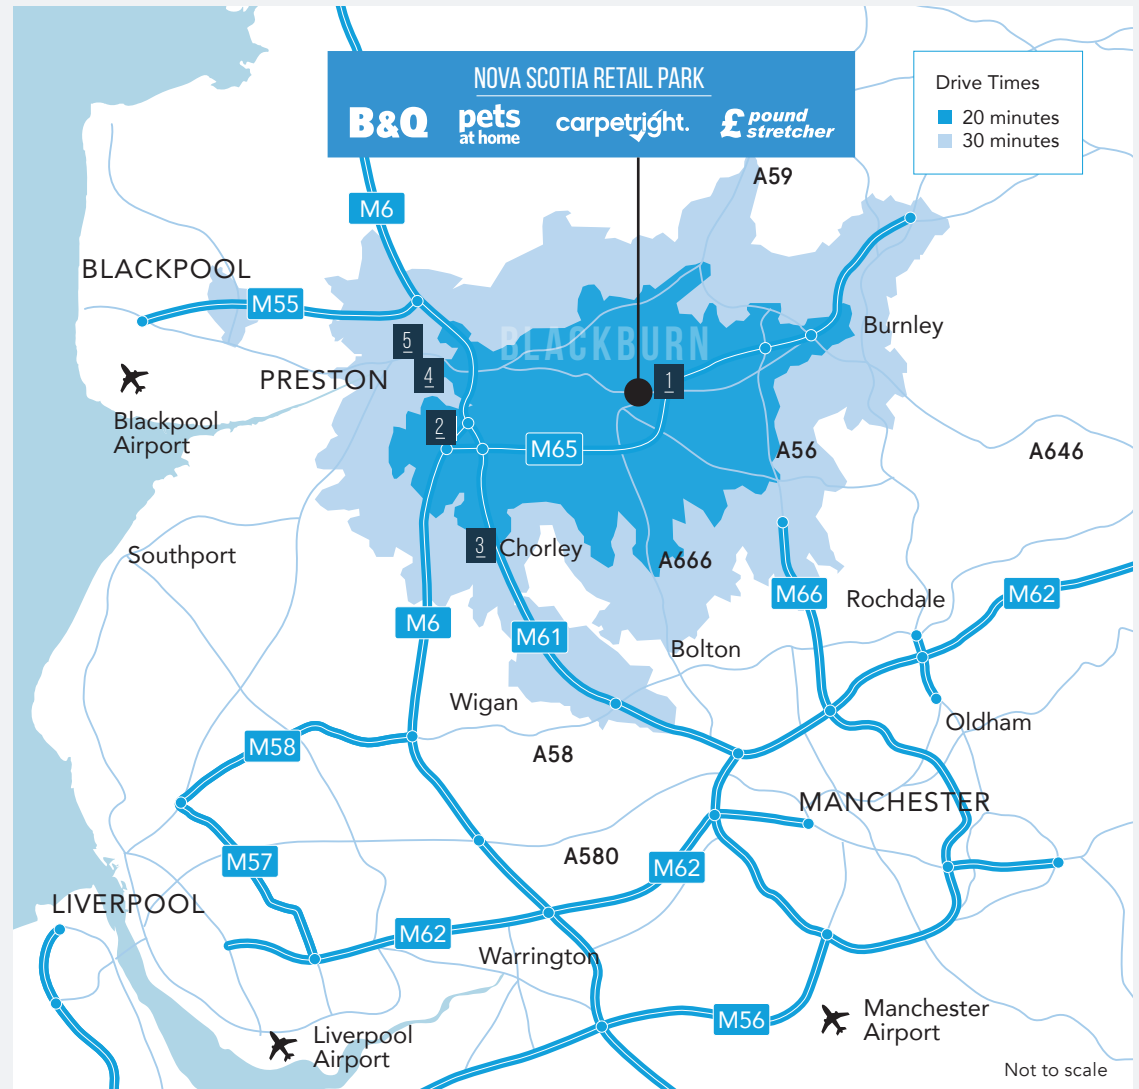 NOVA SCOTIA RETAIL PARK
B&Q
pets
at home
carpetright.
£ pound
stretcher
Drive Times
20 minutes
30 minutes
A59
M6
BLACKPOOL
M55
BLACKBURN
Burnley
5
4
1
PRESTON
Blackpool
Airport
2
M65
A56
A646
Southport
3
Chorley
A666
M66
Rochdale
M62
M6
M61
Bolton
Wigan
Oldham
M58
A58
MANCHESTER
M57
A580
M62
LIVERPOOL
M62
Warrington
M56
Manchester
Airport
Liverpool
Airport
Not to scale